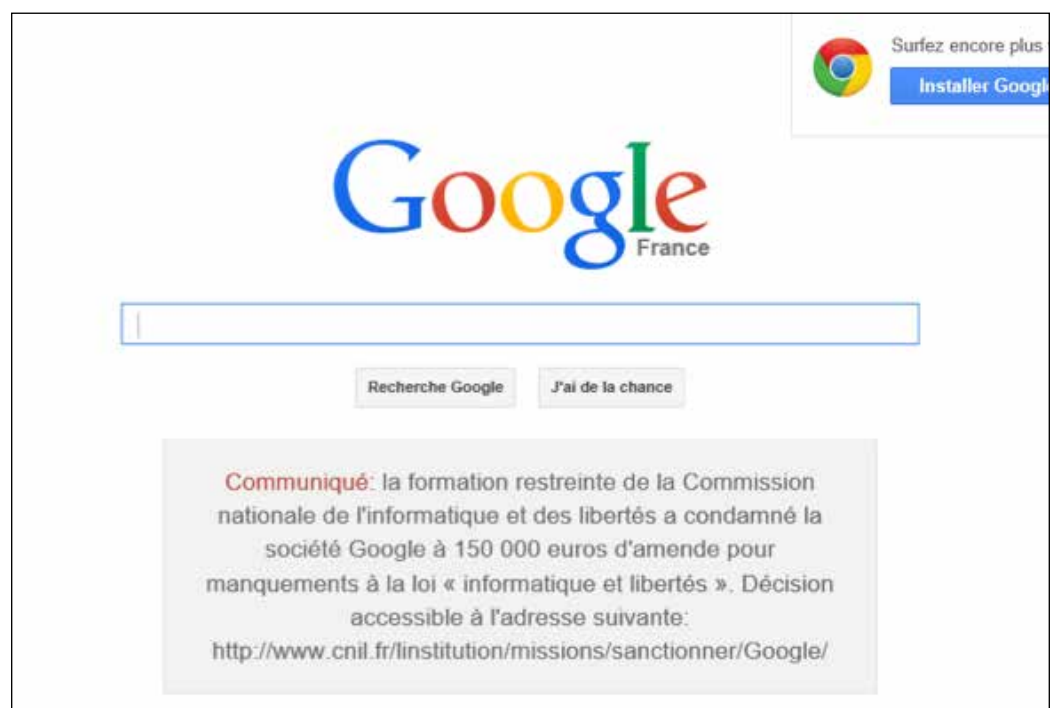 Surfez encore plus
Installer Googl
Google
France
Recherche Google
J'ai de la chance
Communiqué: la formation restreinte de la Commission
nationale de l'informatique et des libertés a condamné la
société Google à 150 000 euros d'amende pour
manquements à la loi « informatique et libertés ». Décision
accessible à l'adresse suivante:
http://www.cnil.fr/linstitution/missions/sanctionner/Google/